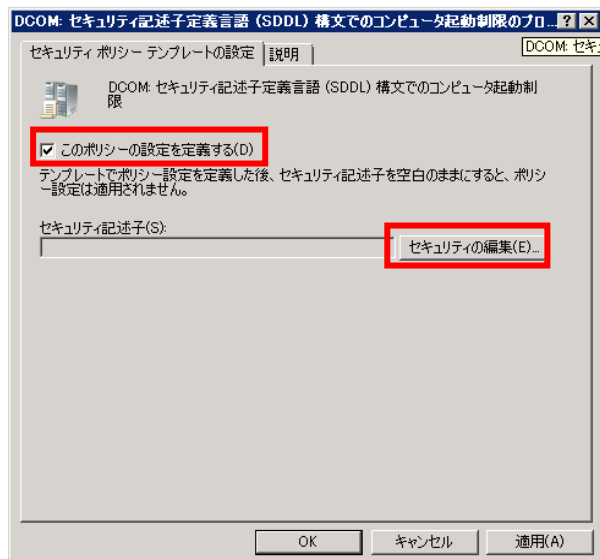 DCOM: セキュリティ記述子定義言語 (SDDL) 構文でのコンピュータ起動制限のプロ...
セキュリティ ポリシー テンプレートの設定
説明
DCOM: セキ
DCOM: セキュリティ記述子定義言語 (SDDL) 構文でのコンピュータ起動制
限
このポリシーの設定を定義する(D)
テンプレートでポリシー設定を定義した後、セキュリティ記述子を空白のままにすると、ポリシ
ー設定は適用されません。
セキュリティ記述子(S):
セキュリティの編集(E)...
OK
キャンセル
適用(A)